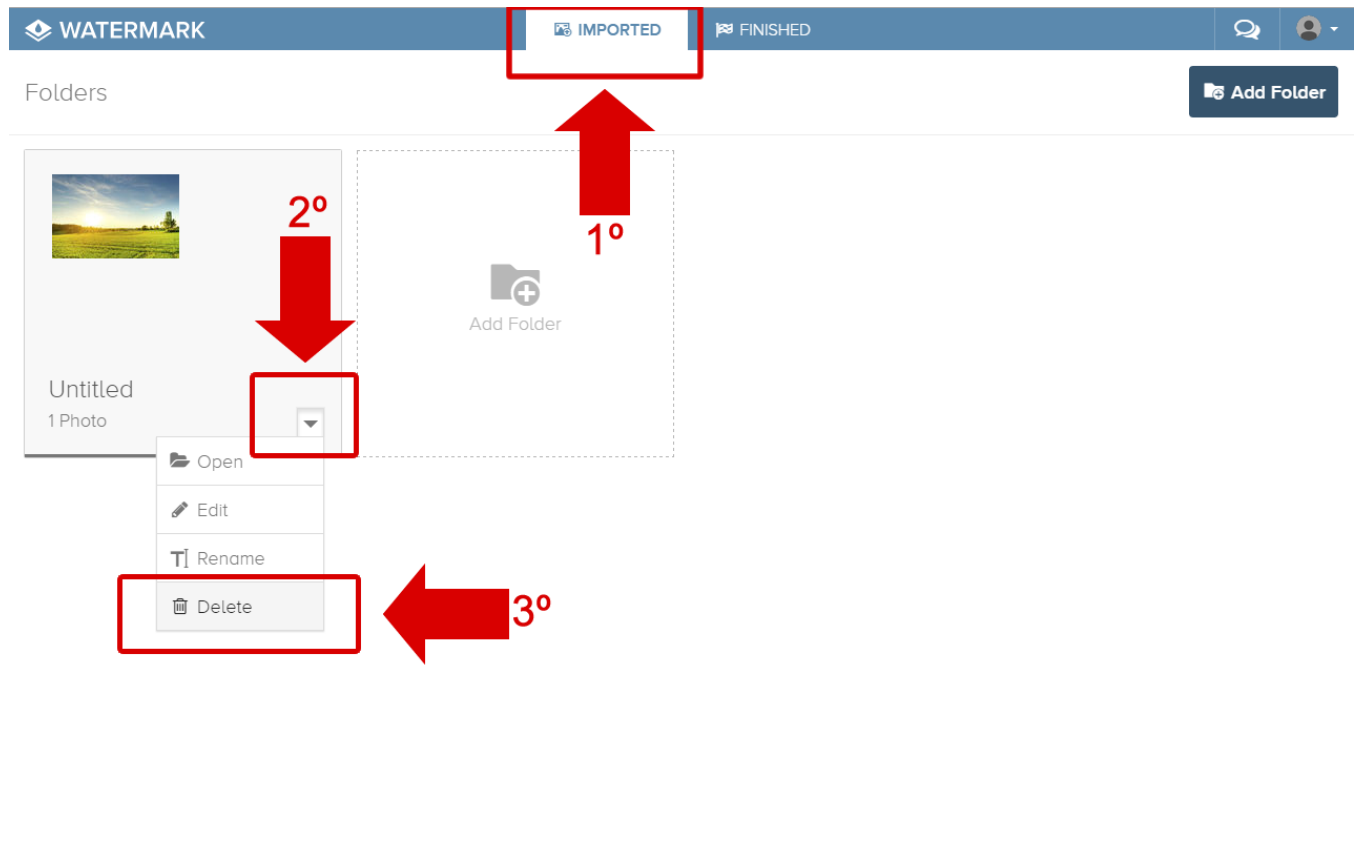 WATERMARK
IMPORTED
FINISHED
Folders
Add Folder
2º
1º
Add Folder
Untitled
1 Photo
Open
Edit
Rename
Delete
3º